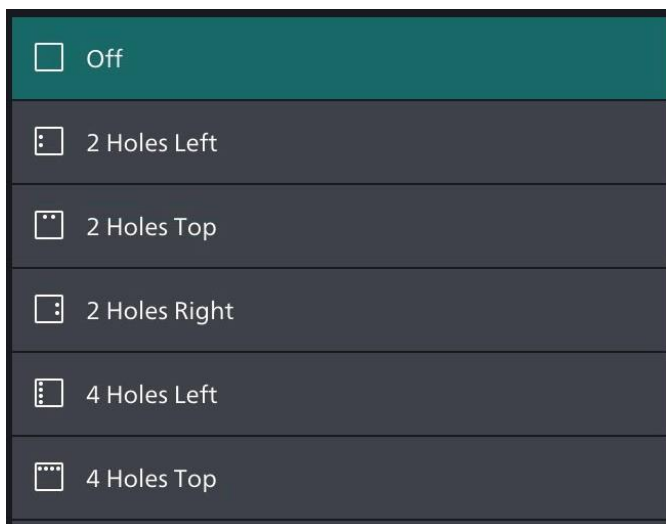 Off
2 Holes Left
2 Holes Top
2 Holes Right
4 Holes Left
4 Holes Top